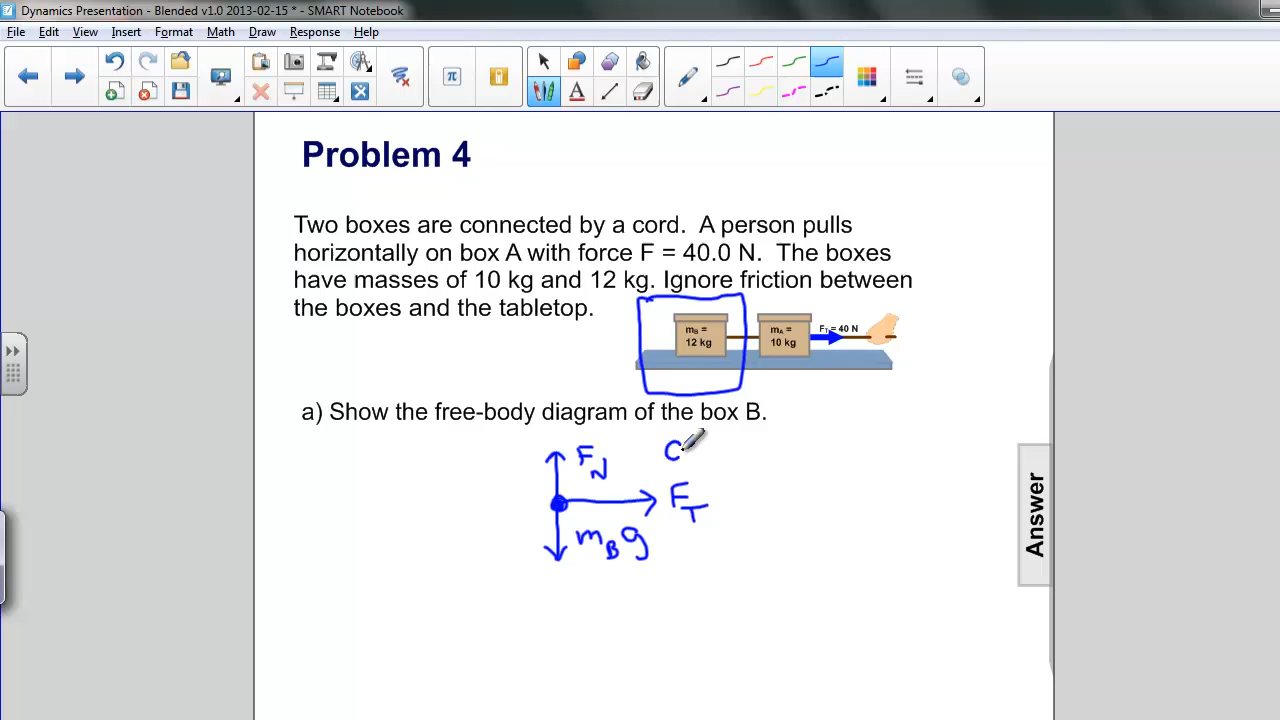 Dynamics Presentation - Blended v1.0 2013-02-15 * - SMART Notebook
File Edit View Insert Format Math Draw Response Help
π
A
Problem 4
Two boxes are connected by a cord. A person pulls
horizontally on box A with force F = 40.0 N. The boxes
have masses of 10 kg and 12 kg. Ignore friction between
the boxes and the tabletop.
mB =
12 kg
mA =
10 kg
FT = 40 N
a) Show the free-body diagram of the box B.
FN
C
FT
mBg
Answer